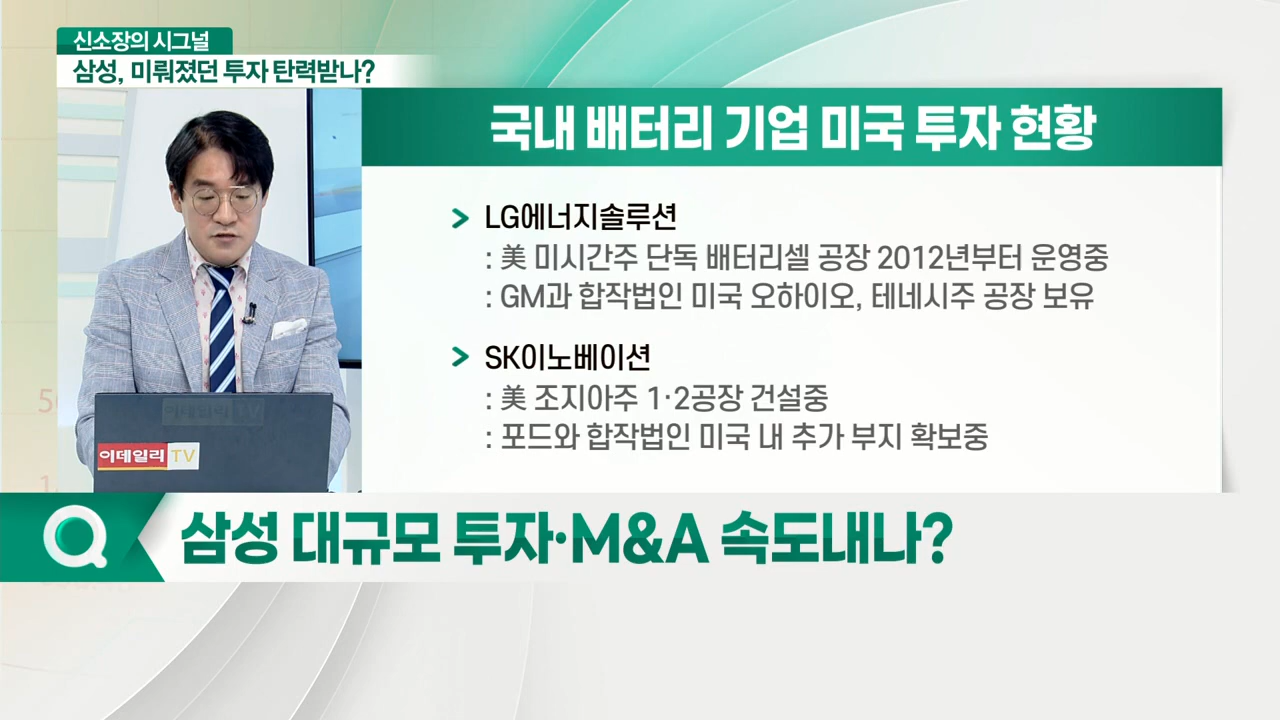 신소장의 시그널
삼성, 미뤄졌던 투자 탄력받나?
국내 배터리 기업 미국 투자 현황
LG에너지솔루션
: 美 미시간주 단독 배터리셀 공장 2012년부터 운영중
: GM과 합작법인 미국 오하이오, 테네시주 공장 보유
SK이노베이션
: 美 조지아주 1·2공장 건설중
: 포드와 합작법인 미국 내 추가 부지 확보중
이데일리 TV
이데일리 TV
삼성 대규모 투자·M&A 속도내나?